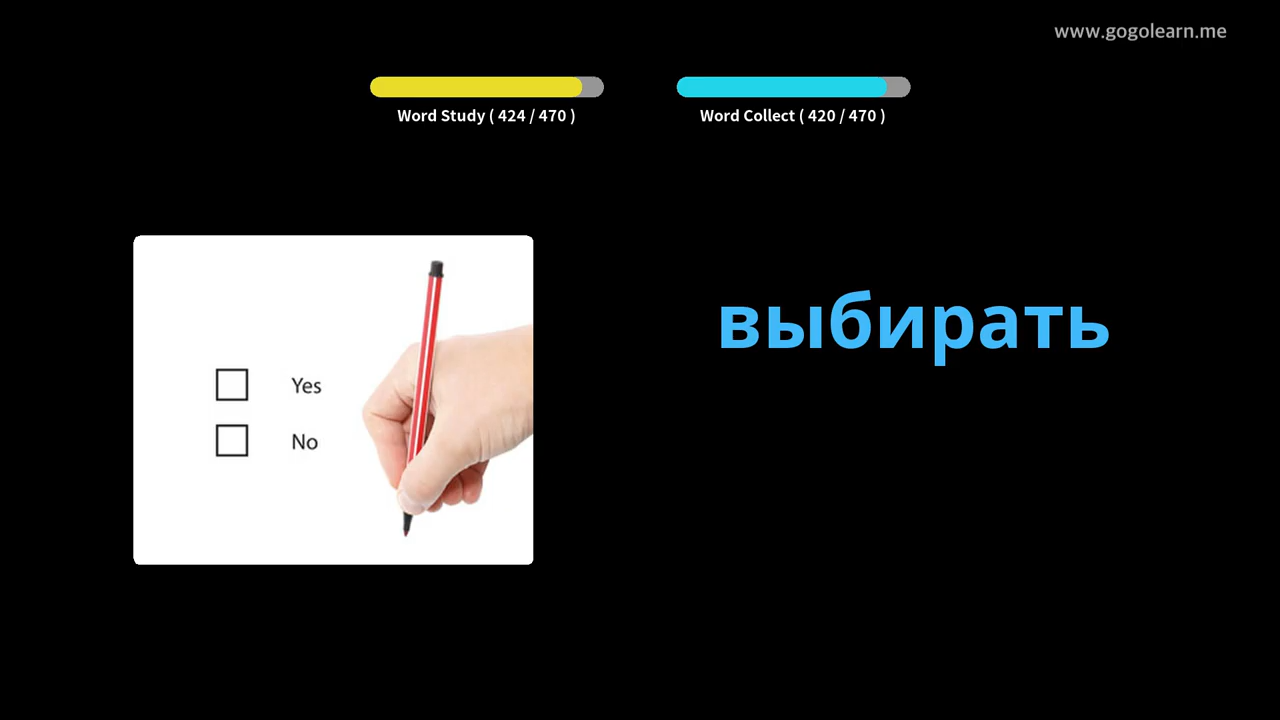 www.gogolearn.me
Word Study ( 424 / 470 )
Word Collect ( 420 / 470 )
выбирать
Yes
No